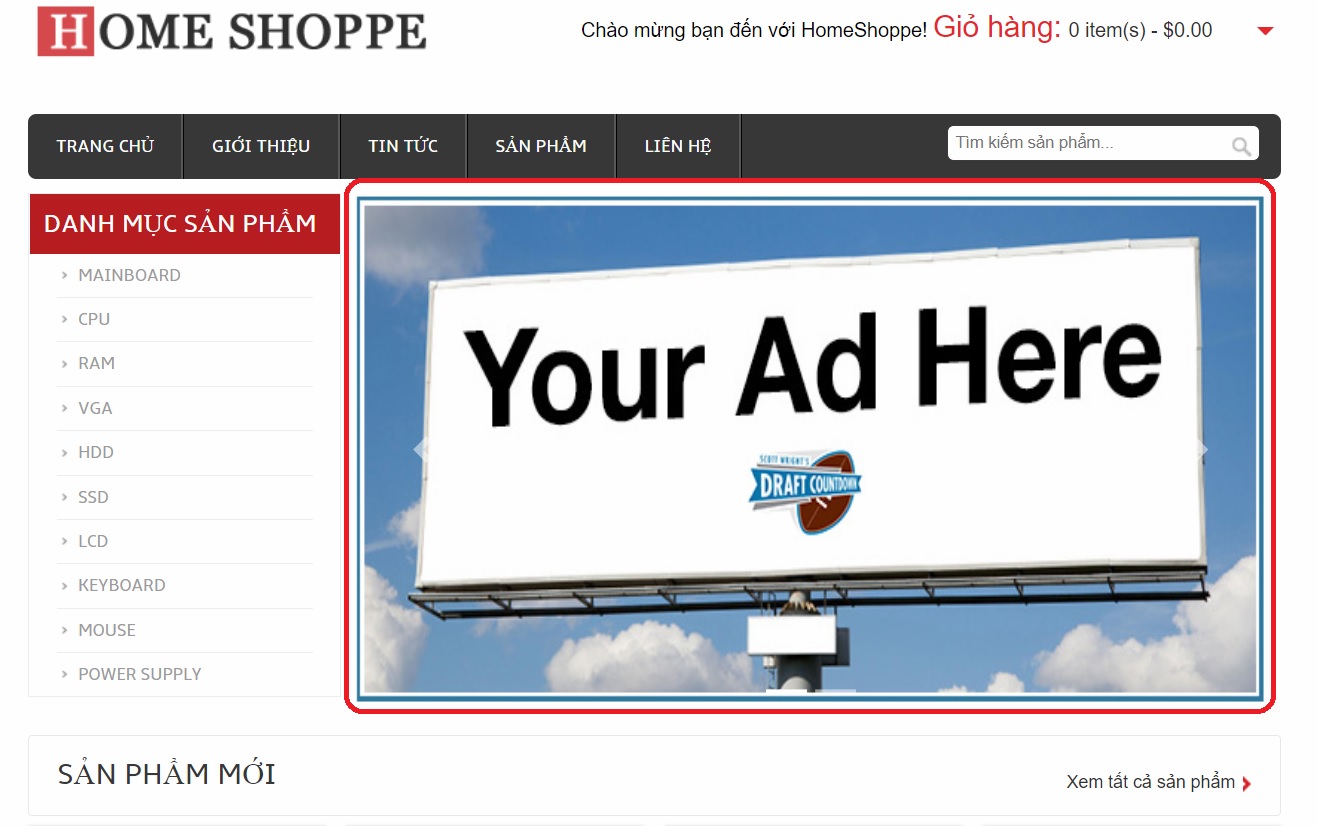 HOME SHOPPE
Chào mừng bạn đến với HomeShoppe! Giỏ hàng: 0 item(s) - $0.00
TRANG CHỦ GIỚI THIỆU TIN TỨC SẢN PHẨM LIÊN HỆ Tìm kiếm sản phẩm...
DANH MỤC SẢN PHẨM
MAINBOARD
CPU
RAM
VGA
HDD
SSD
LCD
KEYBOARD
MOUSE
POWER SUPPLY
Your Ad Here
SCOTT WRIGHT'S
DRAFT COUNTDOWN
SẢN PHẨM MỚI
Xem tất cả sản phẩm